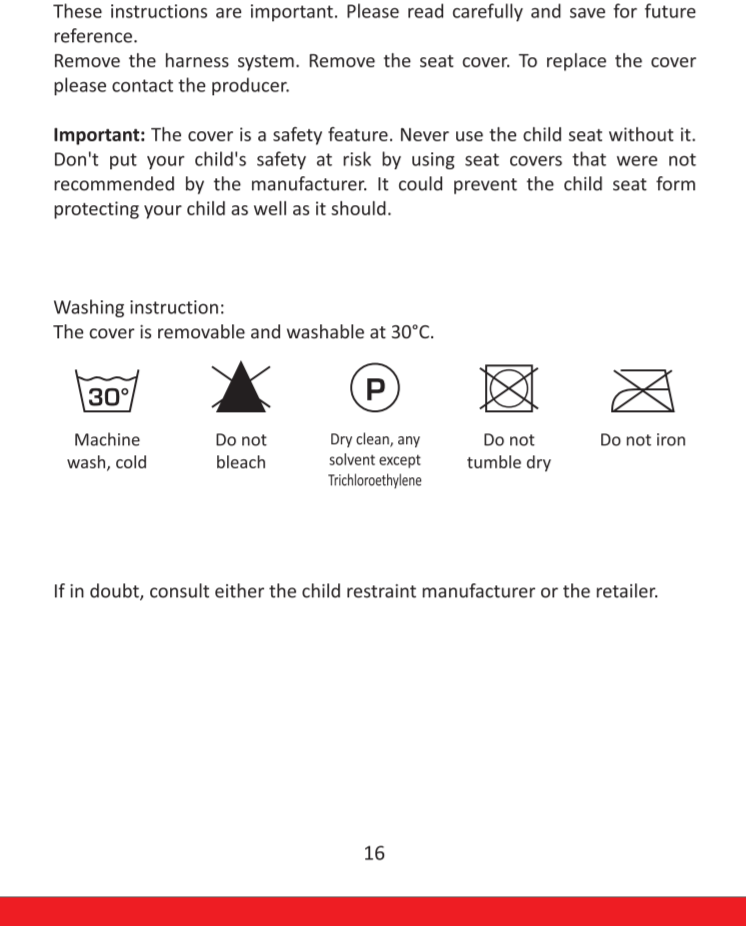 These instructions are important. Please read carefully and save for future
reference.
Remove the harness system. Remove the seat cover. To replace the cover
please contact the producer.
Important: The cover is a safety feature. Never use the child seat without it.
Don't put your child's safety at risk by using seat covers that were not
recommended by the manufacturer. It could prevent the child seat form
protecting your child as well as it should.
Washing instruction:
The cover is removable and washable at 30°C.
30°
P
Machine
wash, cold
Do not
bleach
Dry clean, any
solvent except
Trichloroethylene
Do not
tumble dry
Do not iron
If in doubt, consult either the child restraint manufacturer or the retailer.
16